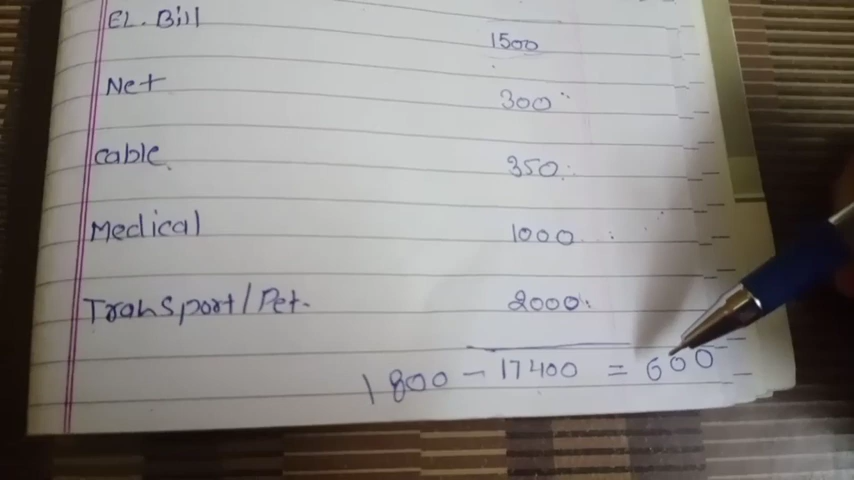 EL. Bill 1500
Net 300
cable 350
Medical 1000
Transport/Pet. 2000
1800 - 17400 = 600